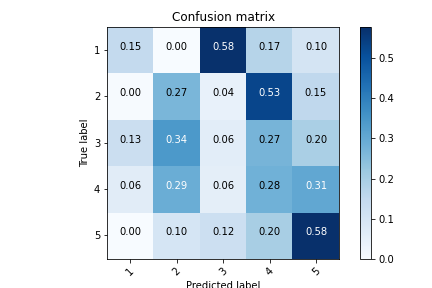 Confusion matrix
1 0.15 0.00 0.58 0.17 0.10
2 0.00 0.27 0.04 0.53 0.15
3 0.13 0.34 0.06 0.27 0.20
4 0.06 0.29 0.06 0.28 0.31
5 0.00 0.10 0.12 0.20 0.58
1 2 3 4 5
True label
Predicted label
0.5
0.4
0.3
0.2
0.1
0.0